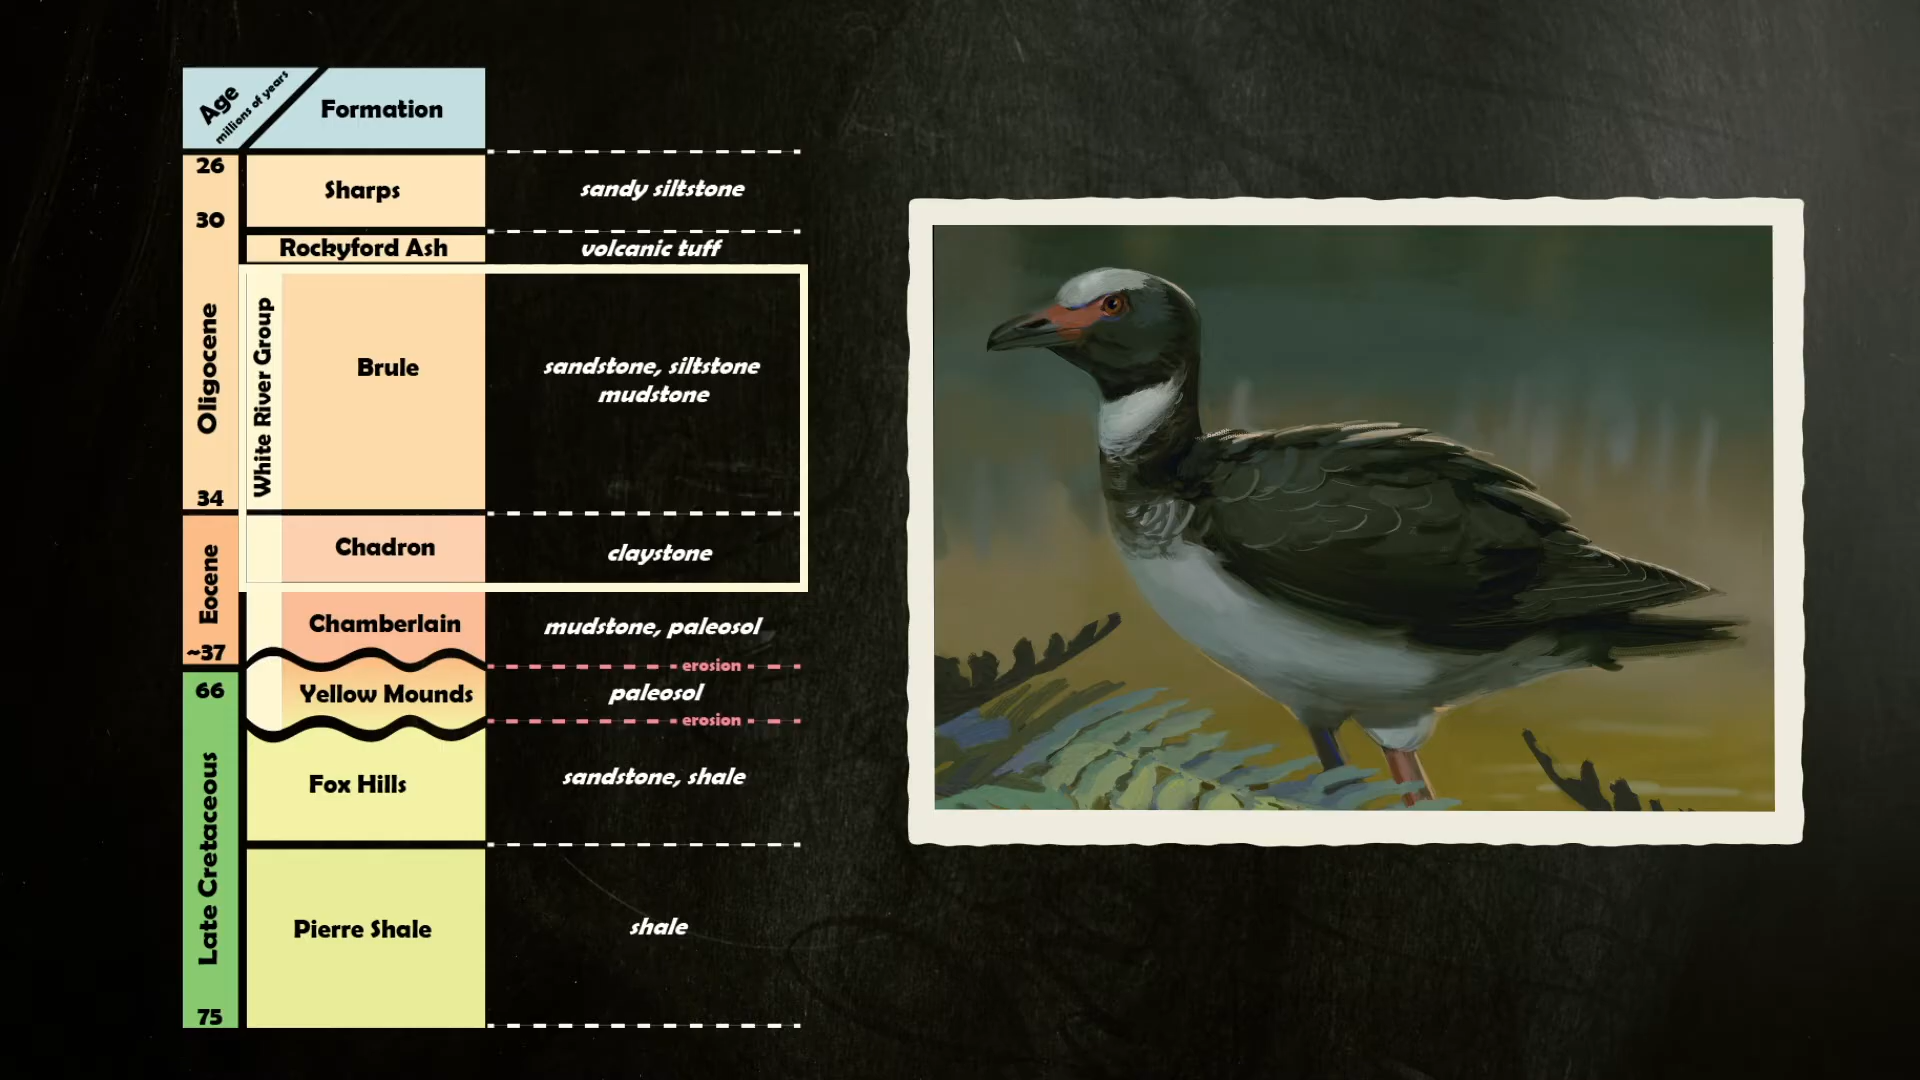 Age
millions of years
Formation
26
Sharps
sandy siltstone
30
Rockyford Ash
volcanic tuff
Oligocene
White River Group
Brule
sandstone, siltstone
mudstone
34
Eocene
Chadron
claystone
Chamberlain
mudstone, paleosol
~37
erosion
66
Yellow Mounds
paleosol
erosion
Late Cretaceous
Fox Hills
sandstone, shale
Pierre Shale
shale
75